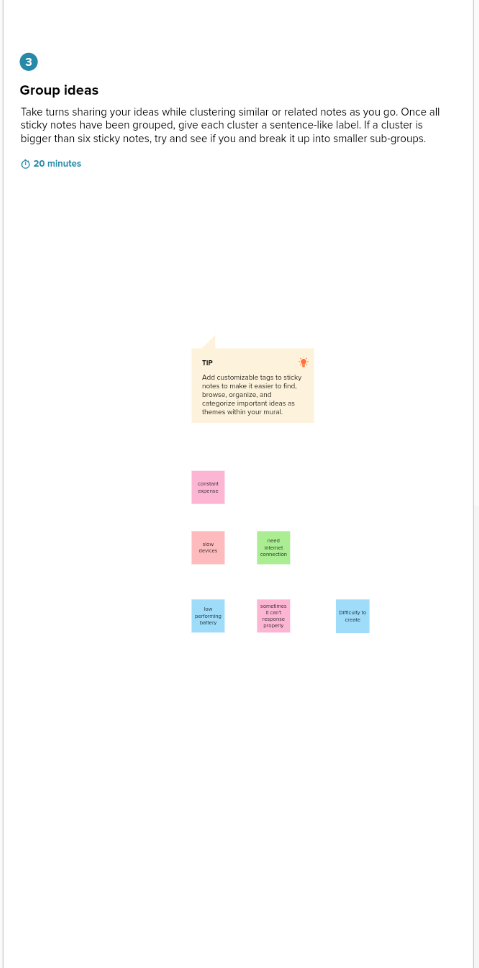 3
Group ideas
Take turns sharing your ideas while clustering similar or related notes as you go. Once all
sticky notes have been grouped, give each cluster a sentence-like label. If a cluster is
bigger than six sticky notes, try and see if you and break it up into smaller sub-groups.
20 minutes
TIP
Add customizable tags to sticky
notes to make it easier to find,
browse, organize, and
categorize important ideas as
themes within your mural.
constant
expense
slow
devices
need
internet
connection
low
performing
battery
sometimes
it can't
response
properly
Difficulty to
create